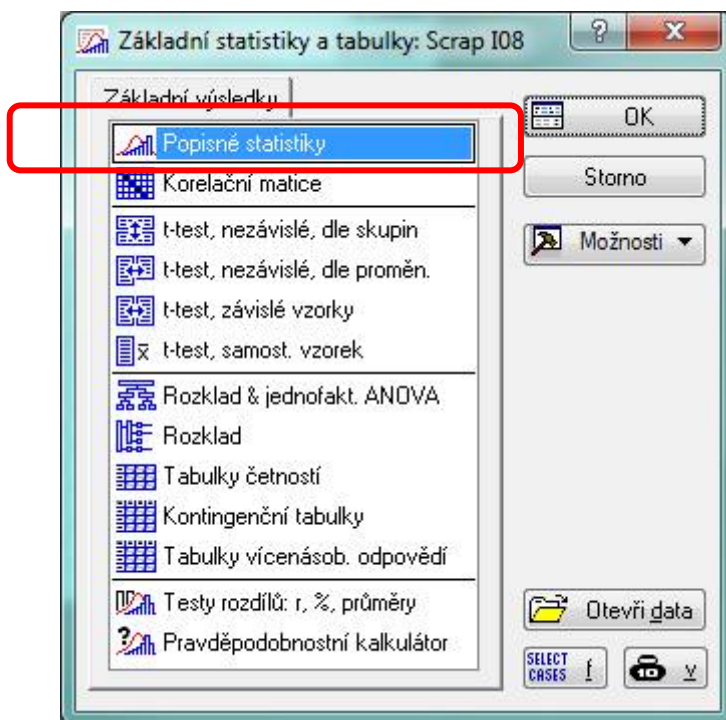 Základní statistiky a tabulky: Scrap I08
?
Základní výsledky
Popisné statistiky
Korelační matice
t-test, nezávislé, dle skupin
t-test, nezávislé, dle proměn.
t-test, závislé vzorky
t-test, samost. vzorek
Rozklad & jednofakt. ANOVA
Rozklad
Tabulky četností
Kontingenční tabulky
Tabulky vícenásob. odpovědí
Testy rozdílů: r, %, průměry
Pravděpodobnostní kalkulátor
OK
Storno
Možnosti
Otevři data
SELECT
CASES f
v